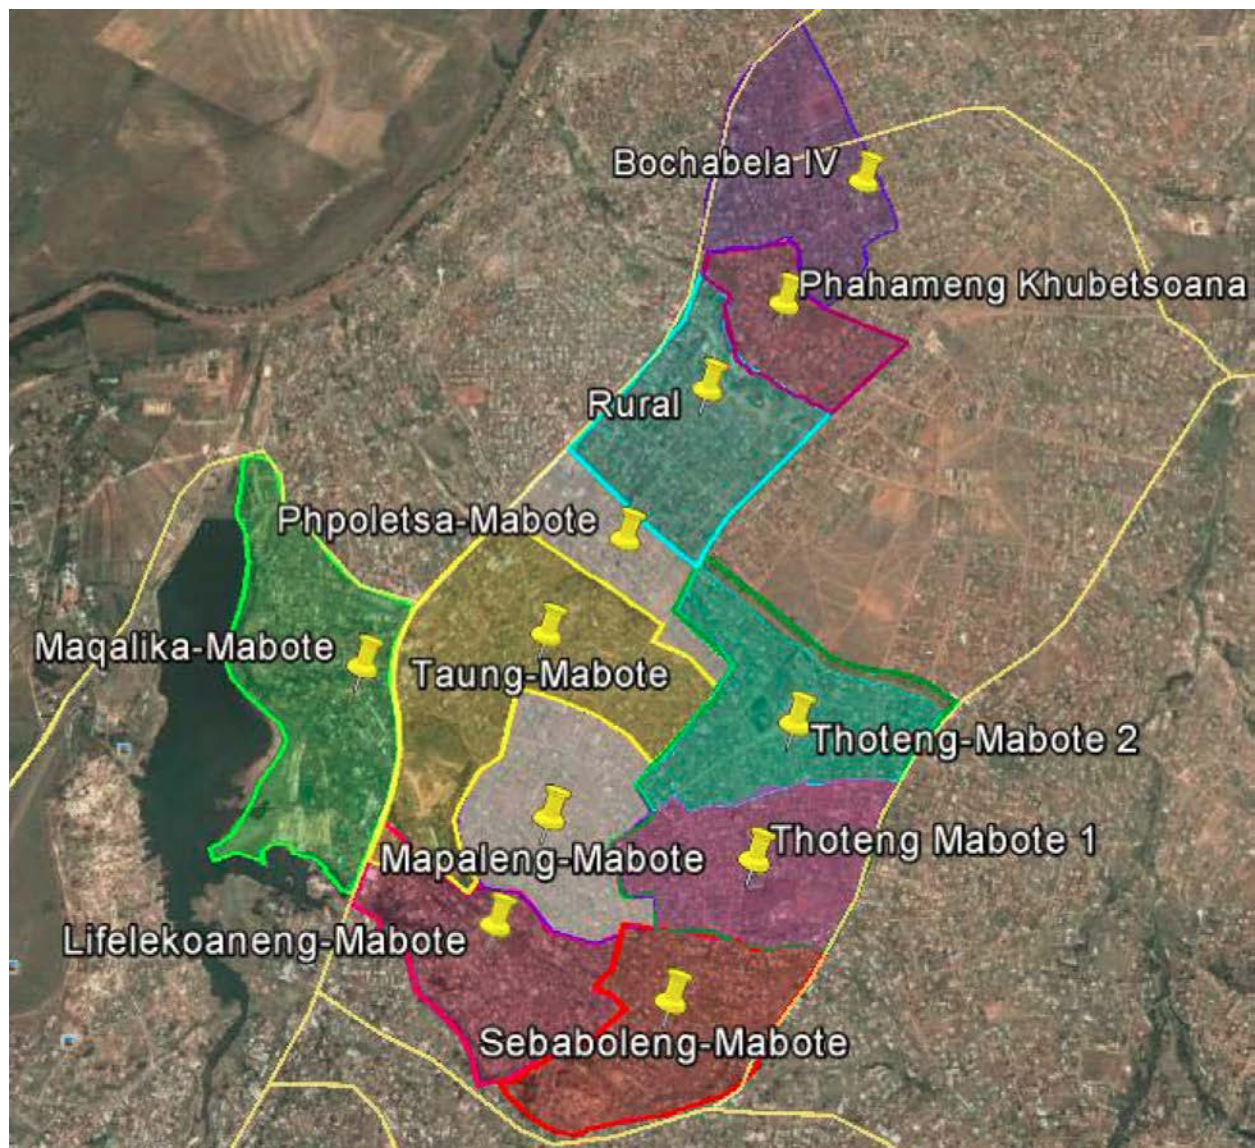 Bochabela IV
Phahameng Khubetsoana
Rural
Phpoletsa-Mabote
Maqalika-Mabote
Taung-Mabote
Thoteng-Mabote 2
Thoteng Mabote 1
Mapaleng-Mabote
Lifelekoaneng-Mabote
Sebaboleng-Mabote